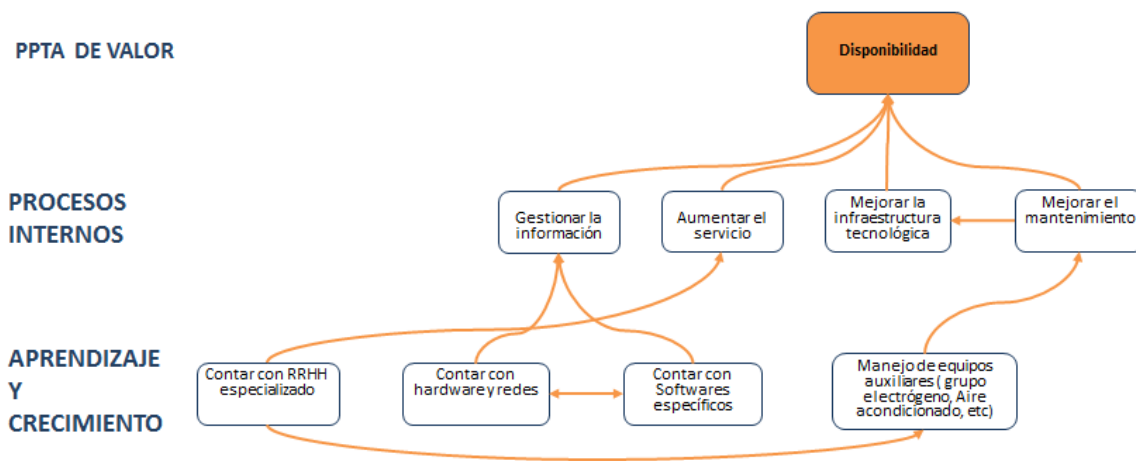 PPTA DE VALOR
Disponibilidad
PROCESOS
INTERNOS
Gestionar la
información
Aumentar el
servicio
Mejorar la
infraestructura
tecnológica
Mejorar el
mantenimiento
APRENDIZAJE
Y
CRECIMIENTO
Contar con RRHH
especializado
Contar con
hardware y redes
Contar con
Softwares
específicos
Manejo de equipos
auxiliares( grupo
electrógeno, Aire
acondicionado, etc)